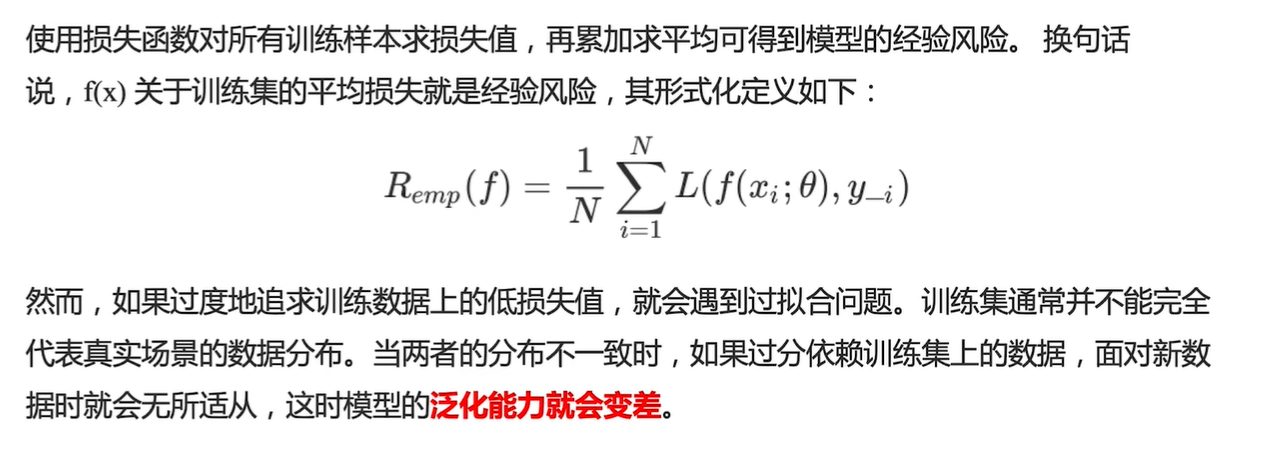 使用损失函数对所有训练样本求损失值，再累加求平均可得到模型的经验风险。 换句话
说，f(x) 关于训练集的平均损失就是经验风险，其形式化定义如下：
$R_{emp}(f) = \frac{1}{N} \sum_{i=1}^{N} L(f(x_i; \theta), y_{\_i})$
然而，如果过度地追求训练数据上的低损失值，就会遇到过拟合问题。训练集通常并不能完全
代表真实场景的数据分布。当两者的分布不一致时，如果过分依赖训练集上的数据，面对新数
据时就会无所适从，这时模型的泛化能力就会变差。